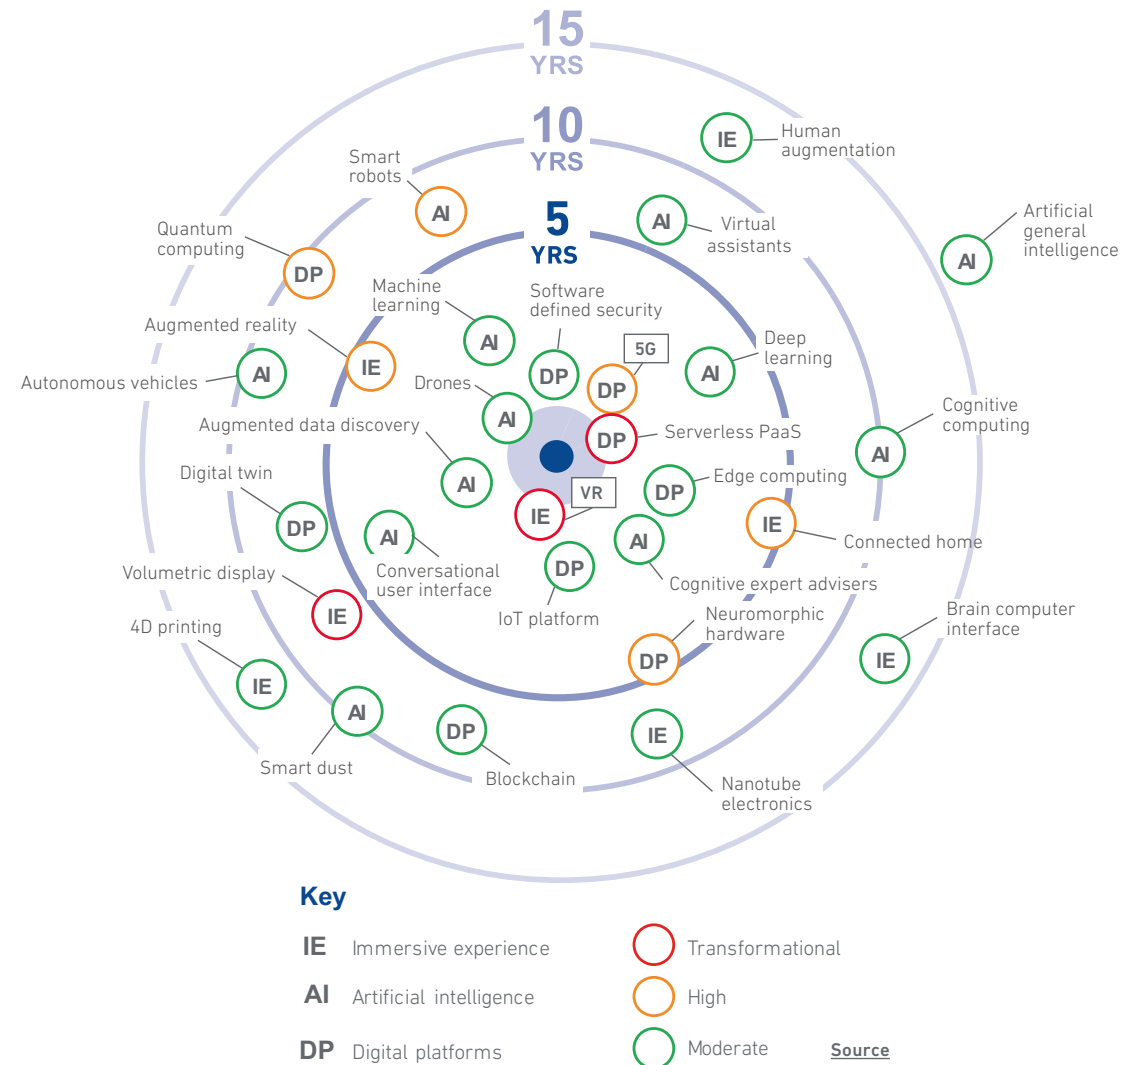 15
YRS
10
YRS
IE
Human
augmentation
Smart
robots
AI
5
YRS
AI
Virtual
assistants
Artificial
general
intelligence
AI
Quantum
computing
DP
Machine
learning
AI
Software
defined security
DP
5G
DP
Deep
learning
AI
Augmented reality
IE
Autonomous vehicles
AI
Drones
AI
DP
Serverless PaaS
Cognitive
computing
AI
Augmented data discovery
AI
Edge computing
DP
Digital twin
DP
VR
IE
IE
Connected home
AI
Conversational
user interface
AI
Cognitive expert advisers
DP
IoT platform
Volumetric display
IE
Neuromorphic
hardware
DP
Brain computer
interface
IE
4D printing
IE
AI
Smart dust
DP
Blockchain
IE
Nanotube
electronics
Key
IE Immersive experience
Transformational
AI Artificial intelligence
High
DP Digital platforms
Moderate
Source